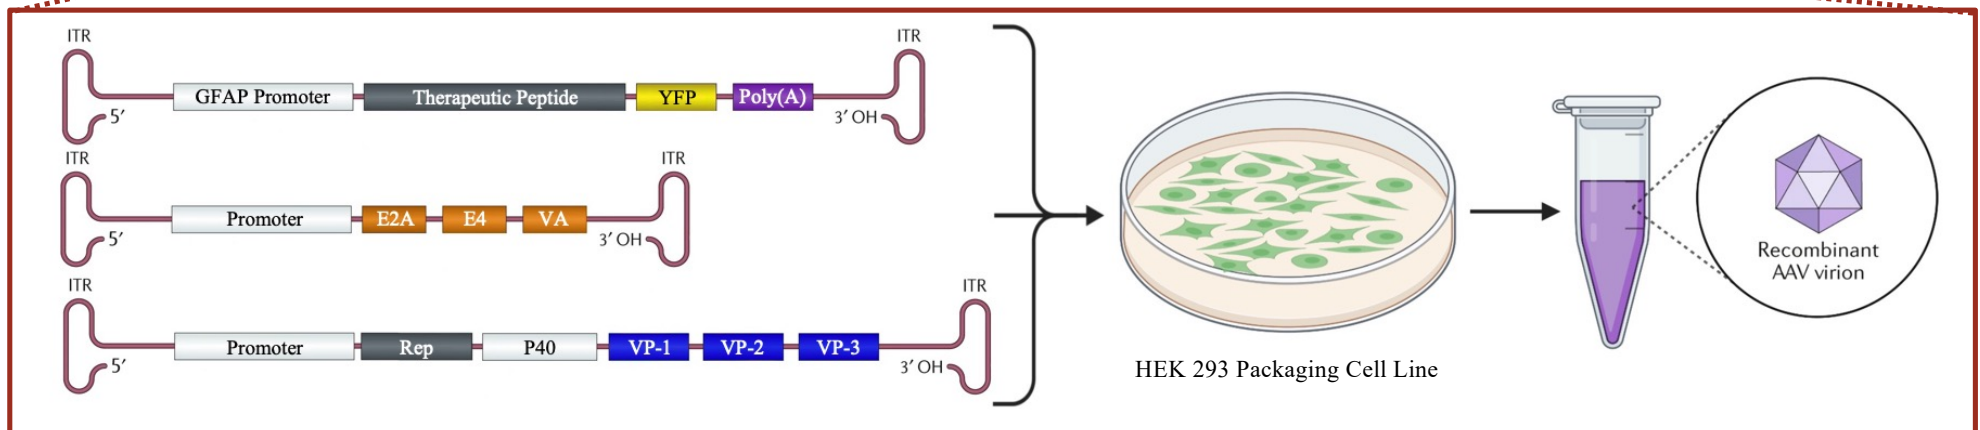 ITR
ITR
GFAP Promoter Therapeutic Peptide YFP Poly(A)
5′ 3′ OH
ITR
ITR
Promoter E2A E4 VA
5′ 3′ OH
ITR
ITR
Promoter Rep P40 VP-1 VP-2 VP-3
5′ 3′ OH
HEK 293 Packaging Cell Line
Recombinant
AAV virion